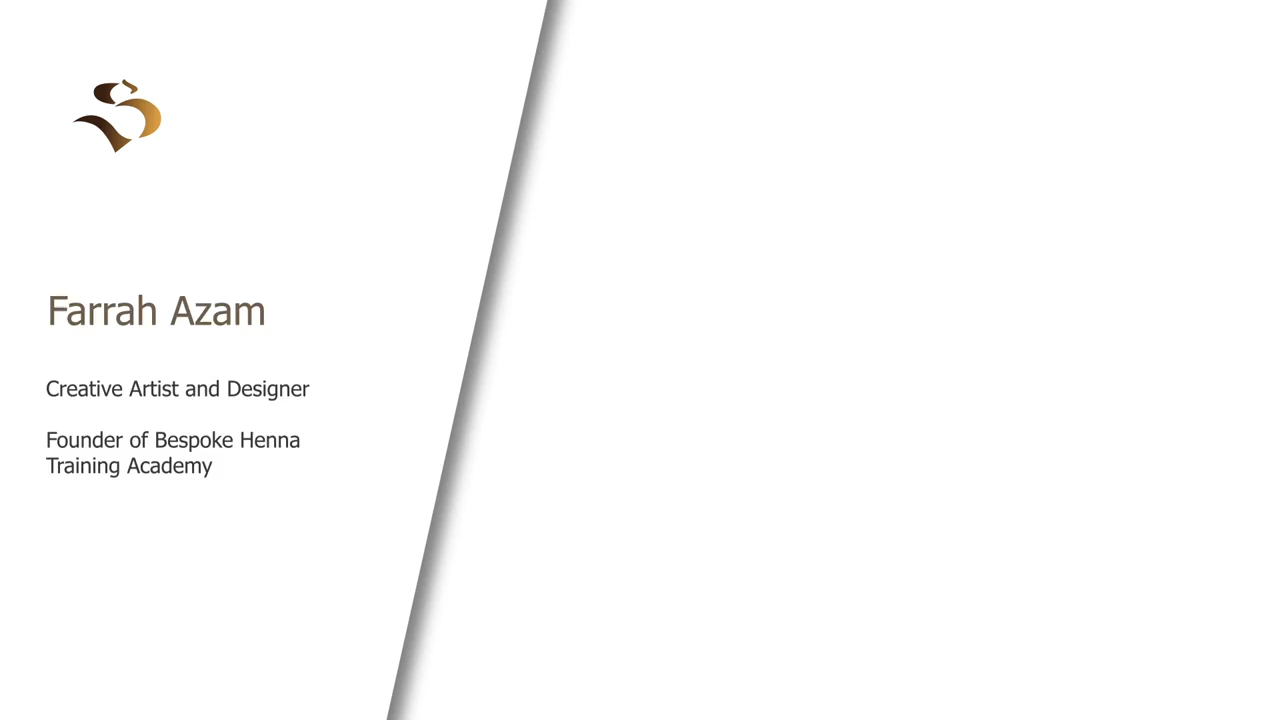 Farrah Azam
Creative Artist and Designer
Founder of Bespoke Henna
Training Academy